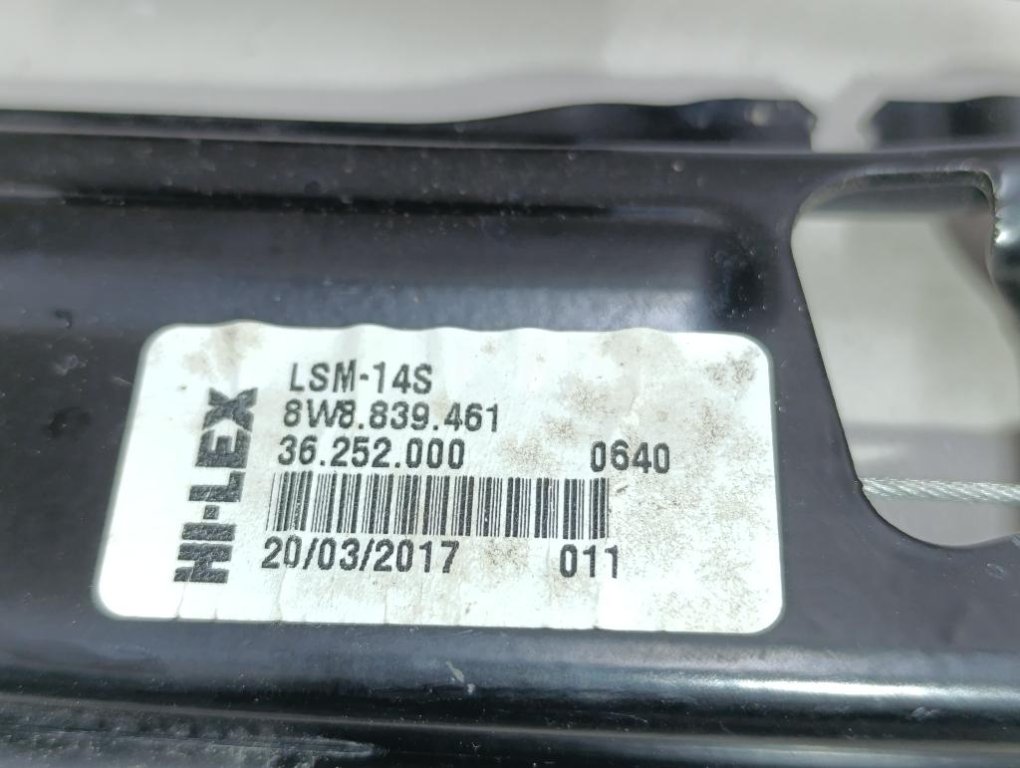 HI-LEX
LSM-14S
8W8.839.461
36.252.000 0640
20/03/2017 011